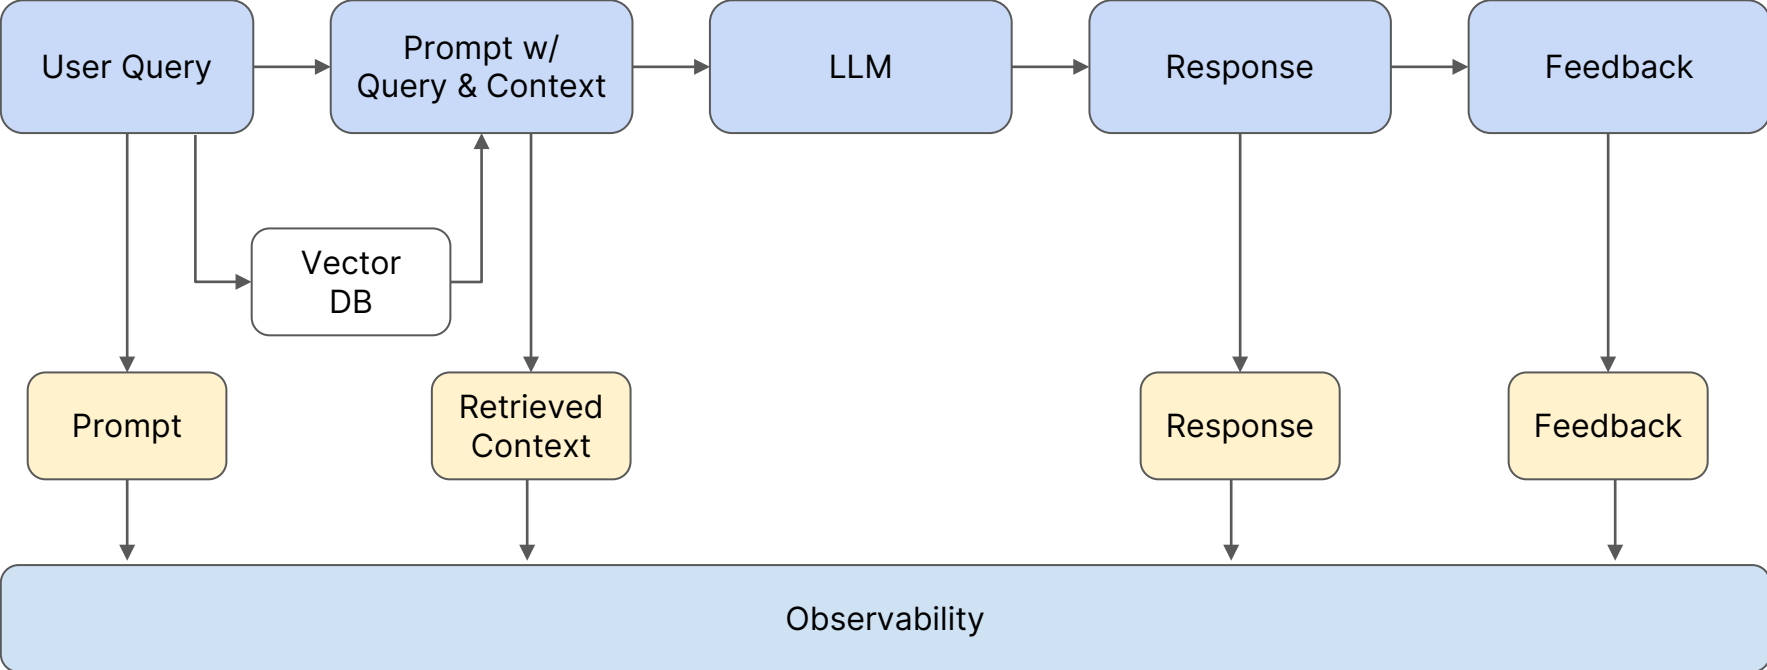 User Query
Prompt w/
Query & Context
LLM
Response
Feedback
Vector
DB
Prompt
Retrieved
Context
Response
Feedback
Observability